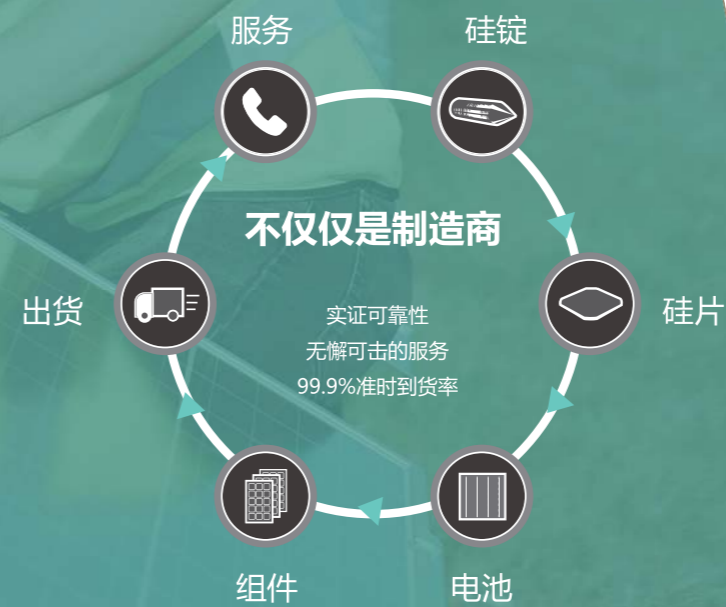 服务
硅锭
不仅仅是制造商
出货
硅片
实证可靠性
无懈可击的服务
99.9%准时到货率
组件
电池